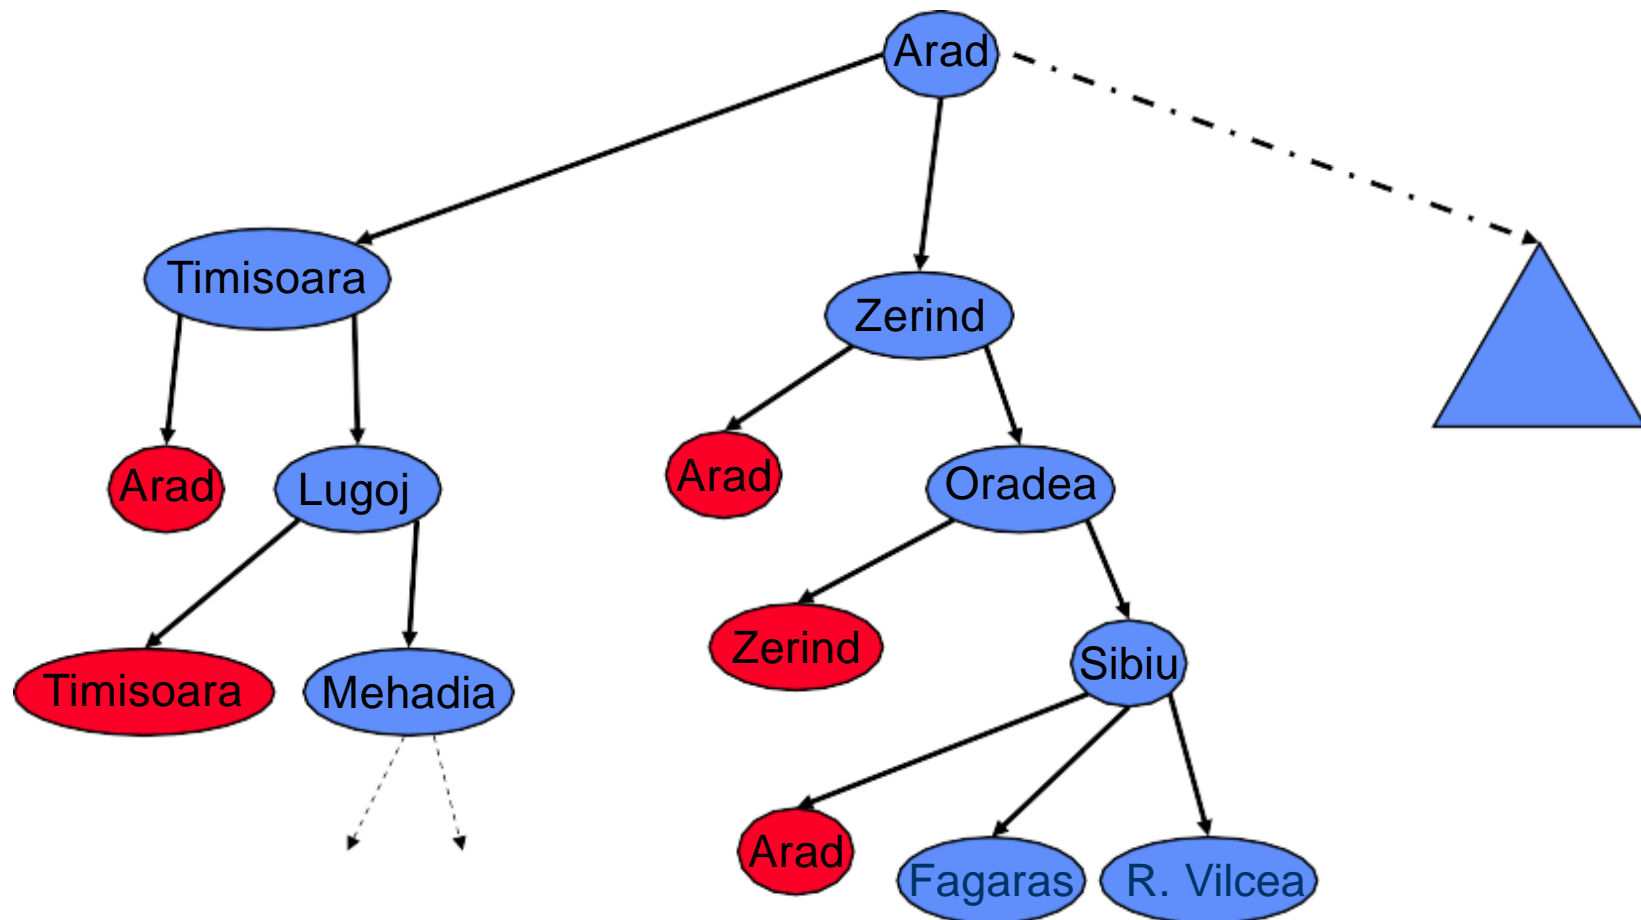 Arad
Timisoara
Zerind
Arad
Lugoj
Arad
Oradea
Timisoara
Mehadia
Zerind
Sibiu
Arad
Fagaras
R. Vilcea